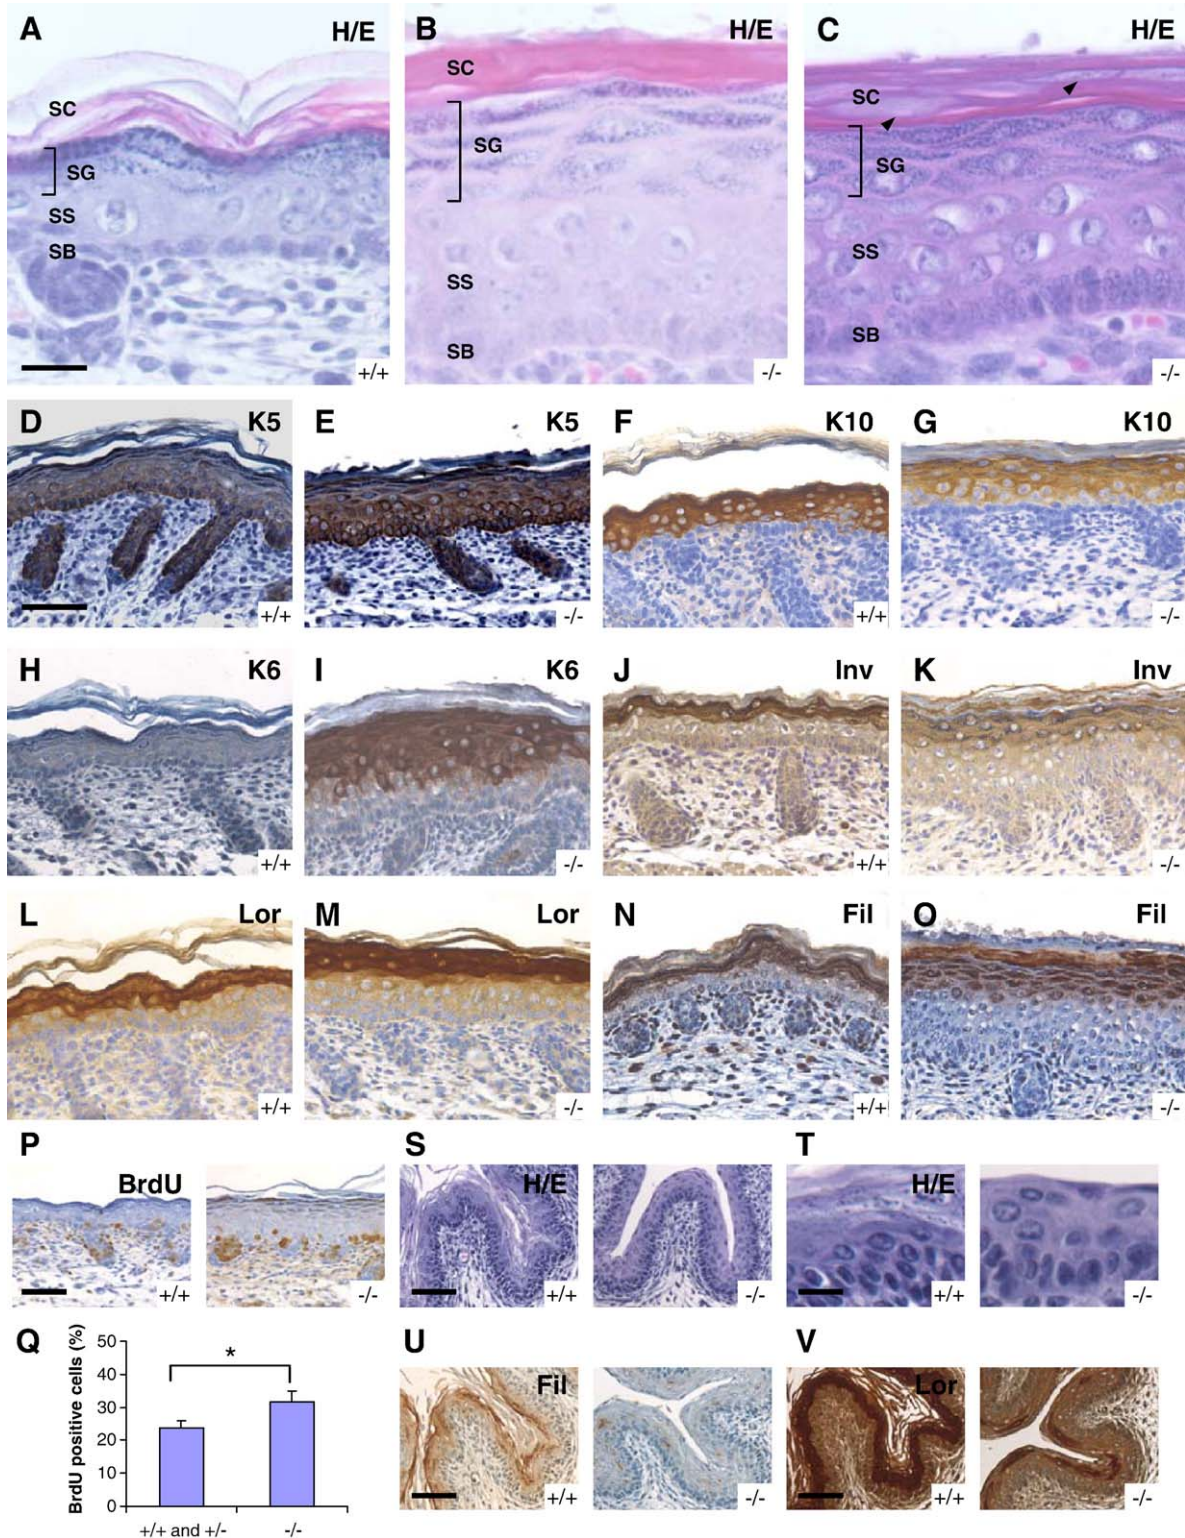 A H/E
SC
SG
SS
SB
+/+
B H/E
SC
SG
SS
SB
-/-
C H/E
SC
SG
SS
SB
-/-
D K5
+/+
E K5
-/-
F K10
+/+
G K10
-/-
H K6
+/+
I K6
-/-
J Inv
+/+
K Inv
-/-
L Lor
+/+
M Lor
-/-
N Fil
+/+
O Fil
-/-
P
BrdU
+/+
-/-
S
H/E
+/+
-/-
T
H/E
+/+
-/-
Q
BrdU positive cells (%)
50
40
30
20
10
0
*
+/+ and +/-
-/-
U
Fil
+/+
-/-
V
Lor
+/+
-/-